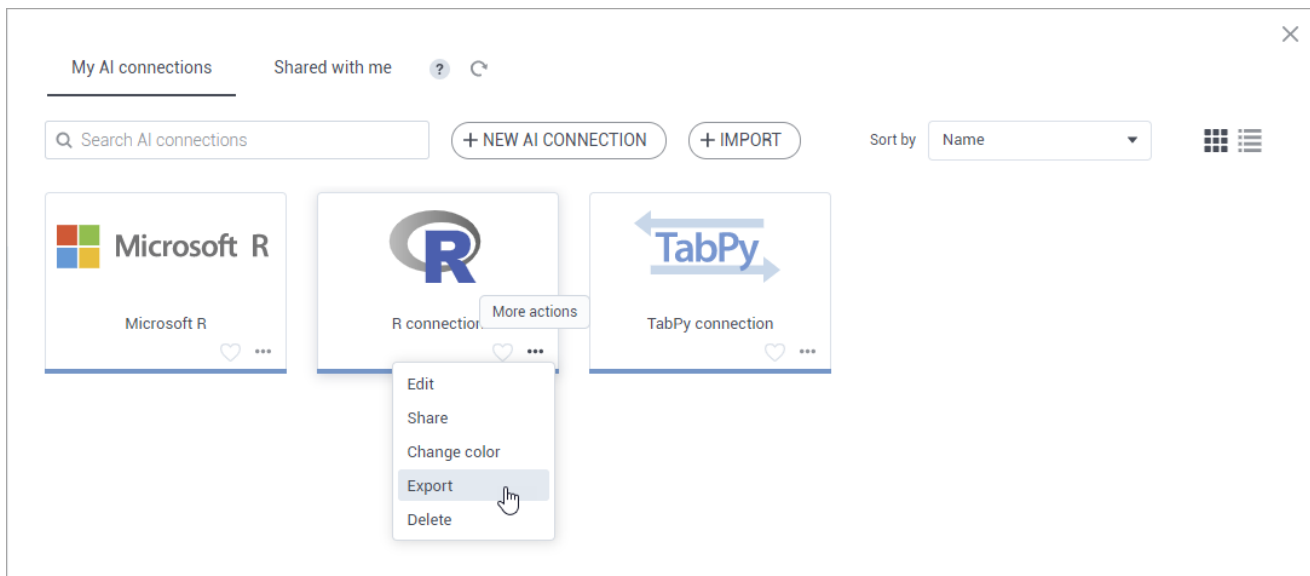 My AI connections Shared with me ?
Search AI connections + NEW AI CONNECTION + IMPORT Sort by Name
Microsoft R R TabPy
More actions
Microsoft R R connection TabPy connection
Edit
Share
Change color
Export
Delete